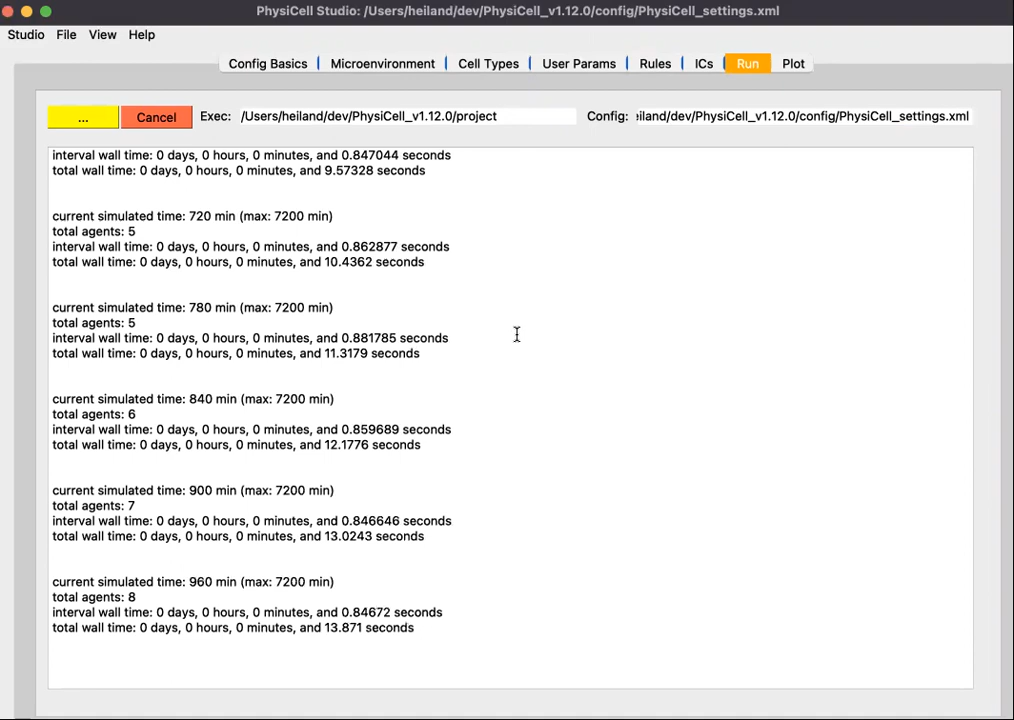 PhysiCell Studio: /Users/heiland/dev/PhysiCell_v1.12.0/config/PhysiCell_settings.xml
Studio File View Help
Config Basics Microenvironment Cell Types User Params Rules ICs Run Plot
... Cancel Exec: /Users/heiland/dev/PhysiCell_v1.12.0/project Config: eiland/dev/PhysiCell_v1.12.0/config/PhysiCell_settings.xml
interval wall time: 0 days, 0 hours, 0 minutes, and 0.847044 seconds
total wall time: 0 days, 0 hours, 0 minutes, and 9.57328 seconds
current simulated time: 720 min (max: 7200 min)
total agents: 5
interval wall time: 0 days, 0 hours, 0 minutes, and 0.862877 seconds
total wall time: 0 days, 0 hours, 0 minutes, and 10.4362 seconds
current simulated time: 780 min (max: 7200 min)
total agents: 5
interval wall time: 0 days, 0 hours, 0 minutes, and 0.881785 seconds
total wall time: 0 days, 0 hours, 0 minutes, and 11.3179 seconds
current simulated time: 840 min (max: 7200 min)
total agents: 6
interval wall time: 0 days, 0 hours, 0 minutes, and 0.859689 seconds
total wall time: 0 days, 0 hours, 0 minutes, and 12.1776 seconds
current simulated time: 900 min (max: 7200 min)
total agents: 7
interval wall time: 0 days, 0 hours, 0 minutes, and 0.846646 seconds
total wall time: 0 days, 0 hours, 0 minutes, and 13.0243 seconds
current simulated time: 960 min (max: 7200 min)
total agents: 8
interval wall time: 0 days, 0 hours, 0 minutes, and 0.84672 seconds
total wall time: 0 days, 0 hours, 0 minutes, and 13.871 seconds